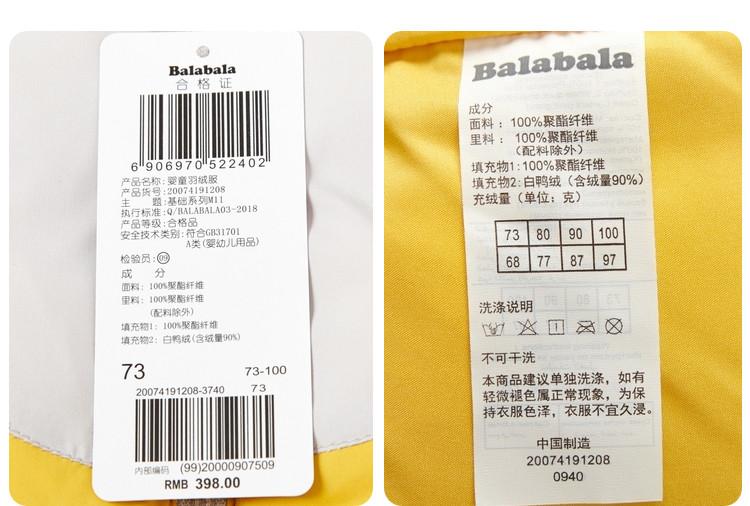 Balabala
合格证
6 906970 522402
产品名称: 婴童羽绒服
产品货号: 20074191208
主 题: 基础系列M11
执行标准: Q/BALABALA03-2018
产品等级: 合格品
安全技术类别: 符合GB31701
A类(婴幼儿用品)
检验员: 09
成 分
面料: 100%聚酯纤维
里料: 100%聚酯纤维
(配料除外)
填充物1: 100%聚酯纤维
填充物2: 白鸭绒(含绒量90%)
73 73-100
20074191208-3740 73
内部编码 (99)20000907509
RMB 398.00
Balabala
成分
面料：100%聚酯纤维
里料：100%聚酯纤维
(配料除外)
填充物1: 100%聚酯纤维
填充物2: 白鸭绒(含绒量90%)
充绒量（单位：克）
73 80 90 100
68 77 87 97
洗涤说明
不可干洗
本商品建议单独洗涤，如有
轻微褪色属正常现象，为保
持衣服色泽，衣服不宜久浸。
中国制造
20074191208
0940